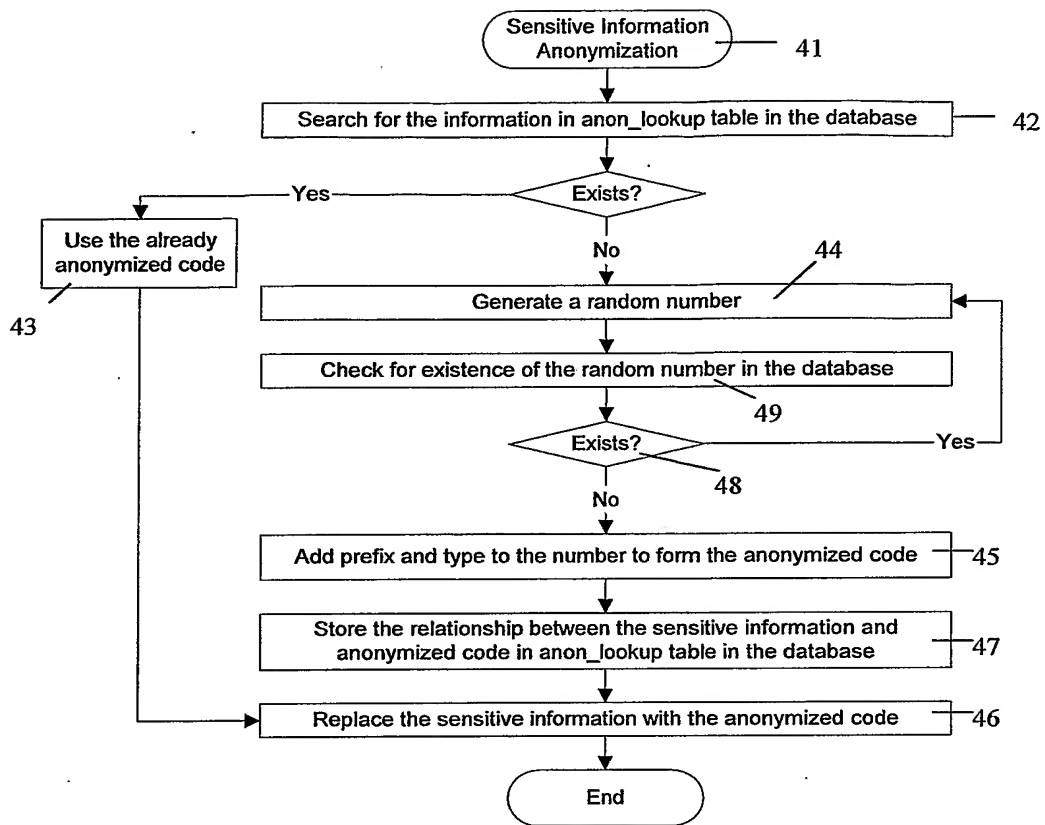 Sensitive Information
Anonymization
41
Search for the information in anon_lookup table in the database
42
Exists?
Yes
Use the already
anonymized code
43
No
44
Generate a random number
Check for existence of the random number in the database
49
Exists?
Yes
48
No
Add prefix and type to the number to form the anonymized code
45
Store the relationship between the sensitive information and
anonymized code in anon_lookup table in the database
47
Replace the sensitive information with the anonymized code
46
End